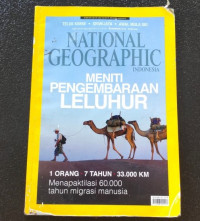 NATIONAL
GEOGRAPHIC
INDONESIA
MENITI
PENGEMBARAAN
LELUHUR
1 ORANG · 7 TAHUN · 33.000 KM
Menapaktilasi 60.000
tahun migrasi manusia